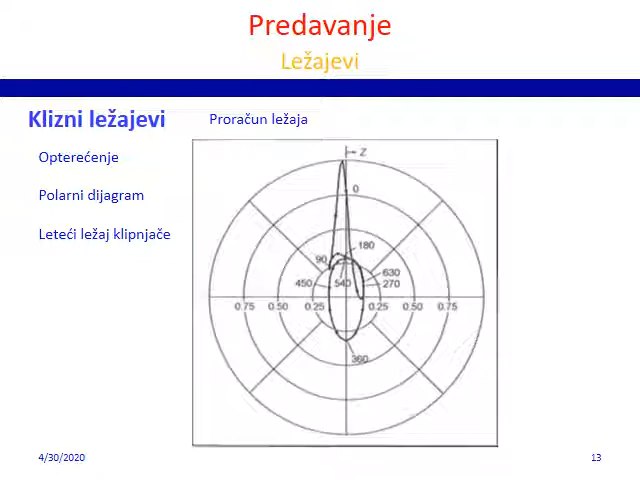 Predavanje
Ležajevi
Klizni ležajevi
Proračun ležaja
Opterećenje
Polarni dijagram
Leteći ležaj klipnjače
Z
0
180
90
630
450
540
270
0.75 0.50 0.25 0.25 0.50 0.75
360
4/30/2020
13